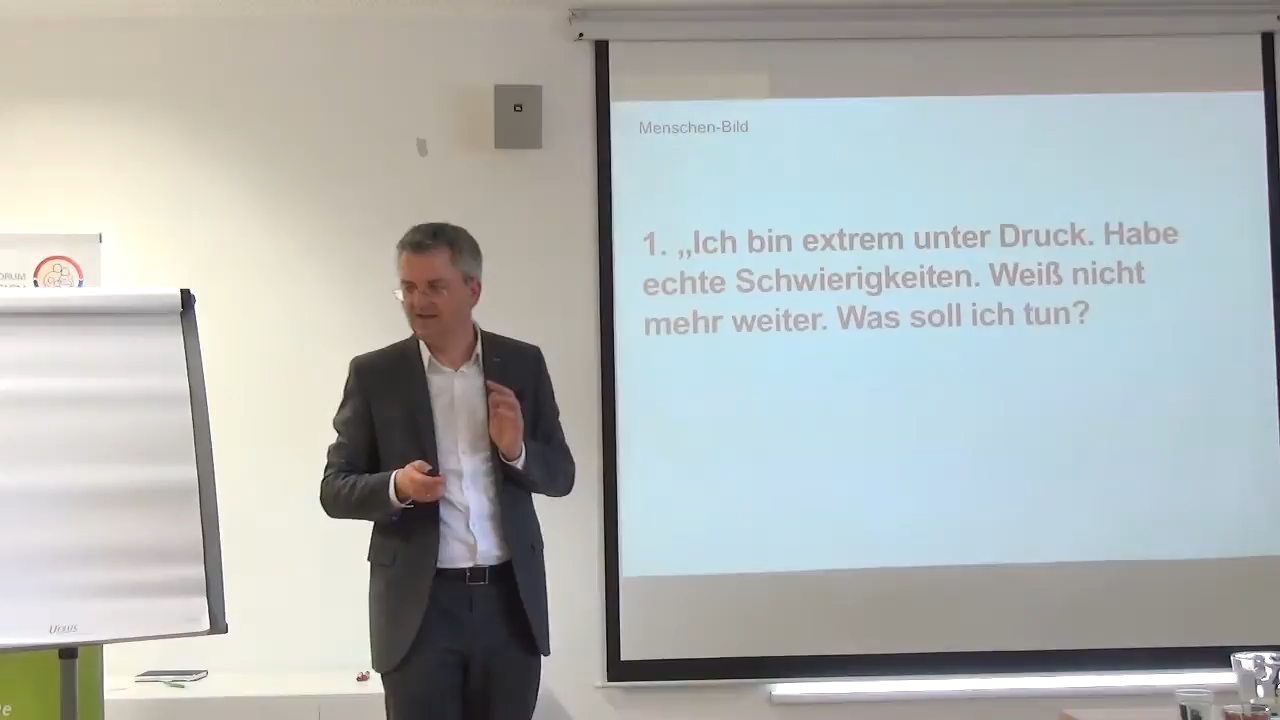 Menschen-Bild
1. „Ich bin extrem unter Druck. Habe
echte Schwierigkeiten. Weiß nicht
mehr weiter. Was soll ich tun?